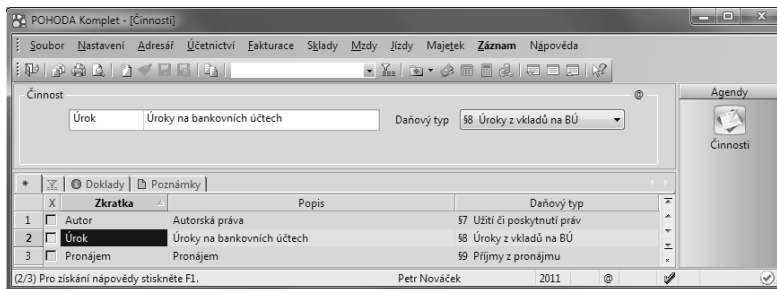 POHODA Komplet - [Činnosti]
Soubor Nastavení Adresář Účetnictví Fakturace Sklady Mzdy Jízdy Majetek Záznam Nápověda
Činnost @ Agendy
Úrok Úroky na bankovních účtech Daňový typ §8 Úroky z vkladů na BÚ
Činnosti
* Doklady Poznámky
X Zkratka Popis Daňový typ
1 Autor Autorská práva §7 Užití či poskytnutí práv
2 Úrok Úroky na bankovních účtech §8 Úroky z vkladů na BÚ
3 Pronájem Pronájem §9 Příjmy z pronájmu
(2/3) Pro získání nápovědy stiskněte F1. Petr Nováček 2011 @